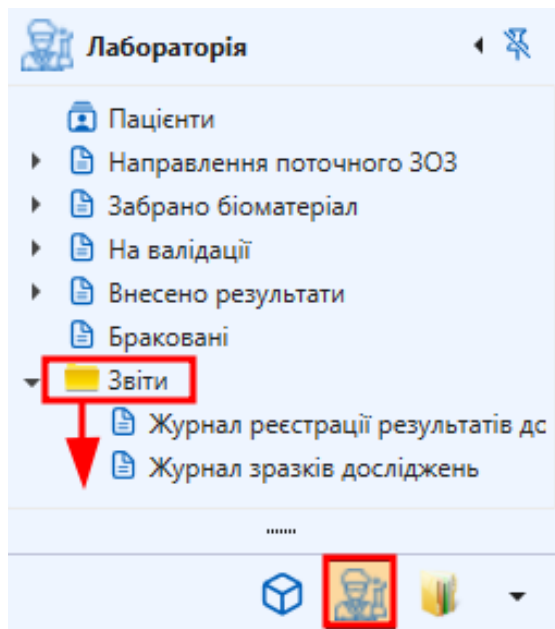 Лабораторія
Пацієнти
Направлення поточного ЗОЗ
Забрано біоматеріал
На валідації
Внесено результати
Браковані
Звіти
Журнал реєстрації результатів дс
Журнал зразків досліджень